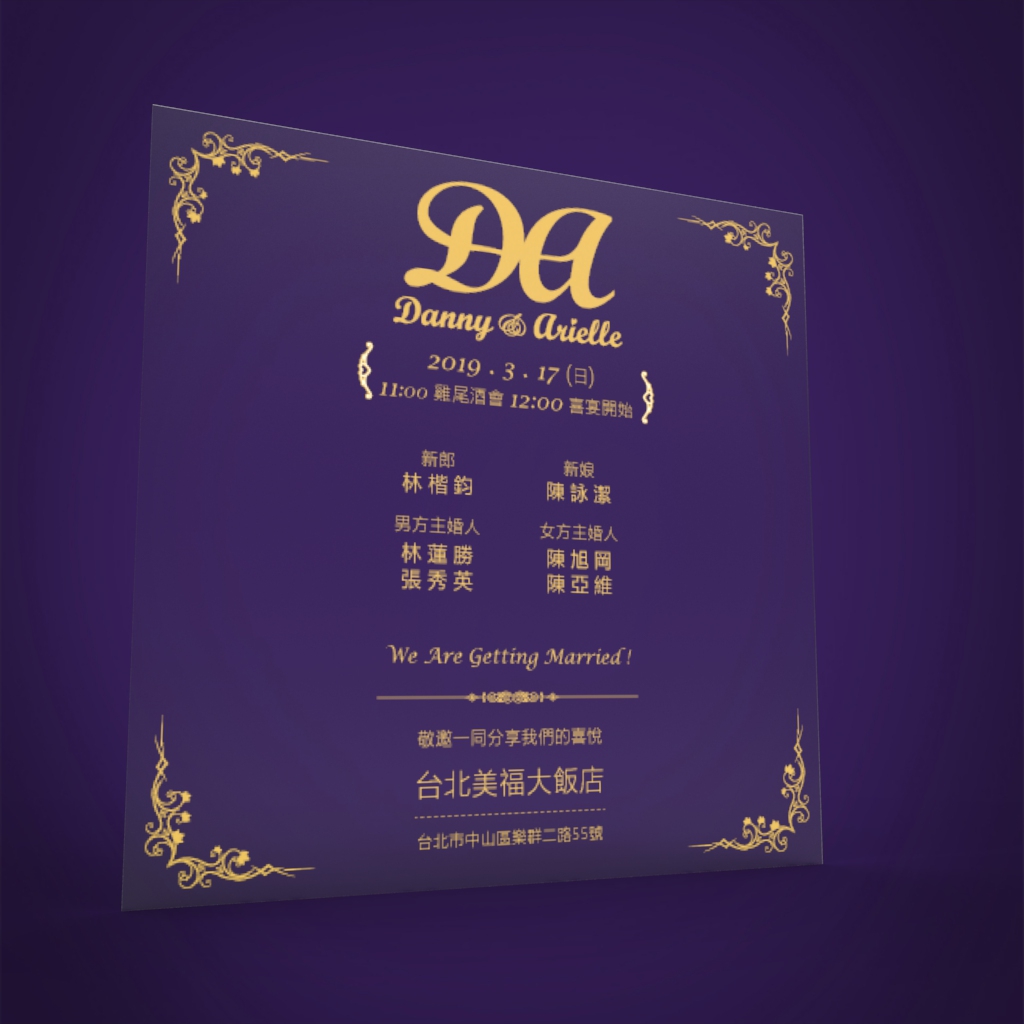 DA
Danny & Arielle
2019 . 3 . 17 (日)
11:00 雞尾酒會 12:00 喜宴開始
新郎
林楷鈞
新娘
陳詠潔
男方主婚人
林蓮勝
張秀英
女方主婚人
陳旭岡
陳亞維
We Are Getting Married!
敬邀一同分享我們的喜悅
台北美福大飯店
台北市中山區樂群二路55號